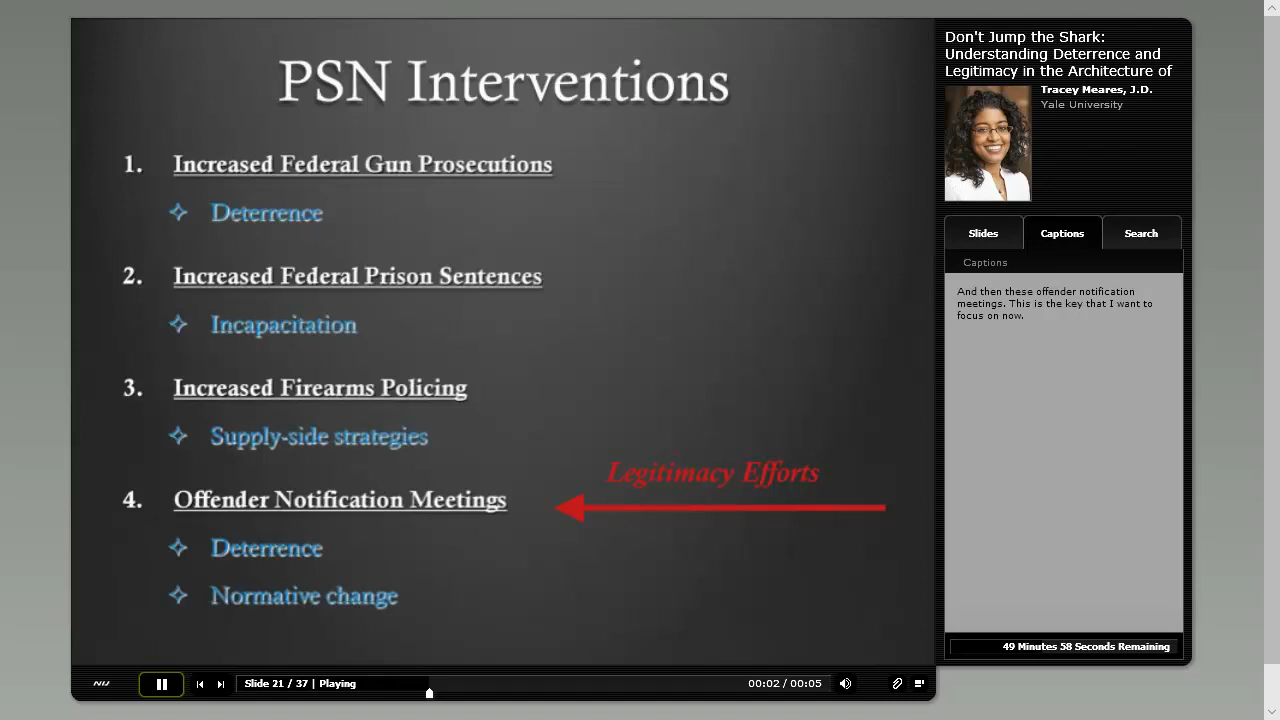 PSN Interventions
1. Increased Federal Gun Prosecutions
Deterrence
2. Increased Federal Prison Sentences
Incapacitation
3. Increased Firearms Policing
Supply-side strategies
Legitimacy Efforts
4. Offender Notification Meetings
Deterrence
Normative change
Don't Jump the Shark:
Understanding Deterrence and
Legitimacy in the Architecture of
Tracey Meares, J.D.
Yale University
Slides Captions Search
Captions
And then these offender notification
meetings. This is the key that I want to
focus on now.
49 Minutes 58 Seconds Remaining
Slide 21 / 37 | Playing 00:02 / 00:05